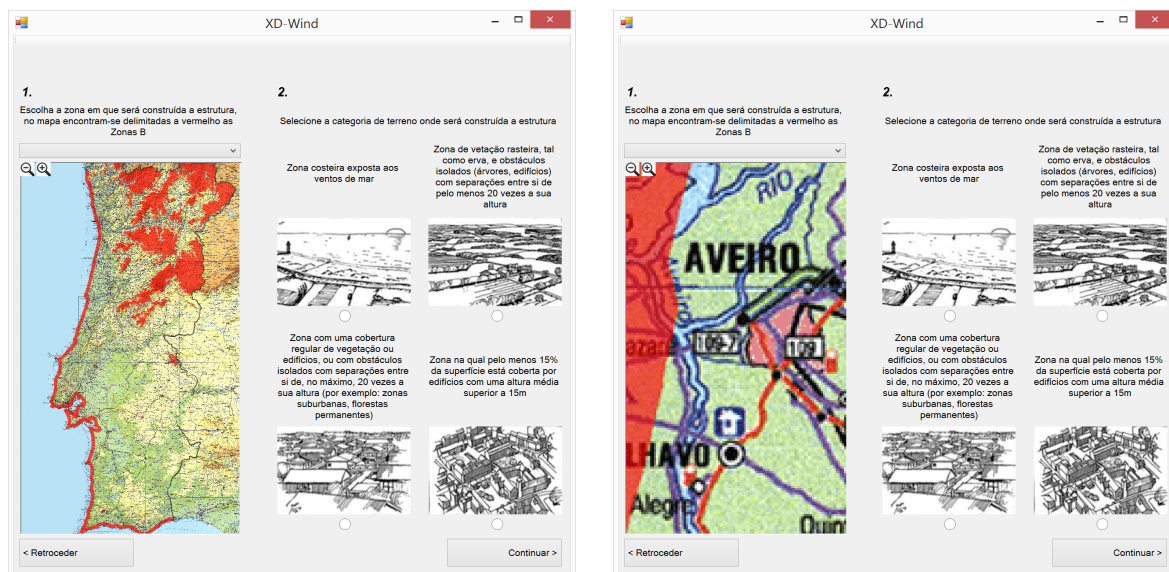 XD-Wind
1.
Escolha a zona em que será construída a estrutura,
no mapa encontram-se delimitadas a vermelho as
Zonas B
2.
Selecione a categoria de terreno onde será construída a estrutura
Zona costeira exposta aos
ventos de mar
Zona de vetação rasteira, tal
como erva, e obstáculos
isolados (árvores, edifícios)
com separações entre si de
pelo menos 20 vezes a sua
altura
Zona com uma cobertura
regular de vegetação ou
edifícios, ou com obstáculos
isolados com separações entre
si de, no máximo, 20 vezes a
sua altura (por exemplo: zonas
suburbanas, florestas
permanentes)
Zona na qual pelo menos 15%
da superfície está coberta por
edifícios com uma altura média
superior a 15m
< Retroceder
Continuar >
XD-Wind
1.
Escolha a zona em que será construída a estrutura,
no mapa encontram-se delimitadas a vermelho as
Zonas B
RIO
AVEIRO
109-7
109
LHAVO
Alegre
Quin
2.
Selecione a categoria de terreno onde será construída a estrutura
Zona costeira exposta aos
ventos de mar
Zona de vetação rasteira, tal
como erva, e obstáculos
isolados (árvores, edifícios)
com separações entre si de
pelo menos 20 vezes a sua
altura
Zona com uma cobertura
regular de vegetação ou
edifícios, ou com obstáculos
isolados com separações entre
si de, no máximo, 20 vezes a
sua altura (por exemplo: zonas
suburbanas, florestas
permanentes)
Zona na qual pelo menos 15%
da superfície está coberta por
edifícios com uma altura média
superior a 15m
< Retroceder
Continuar >